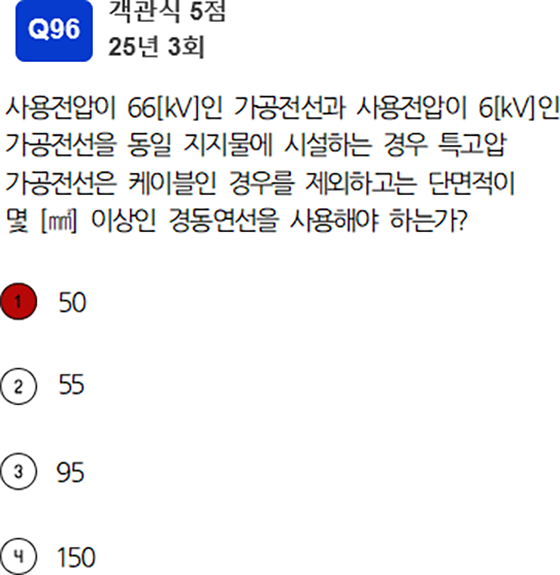 Q96
객관식 5점
25년 3회
사용전압이 66[kV]인 가공전선과 사용전압이 6[kV]인
가공전선을 동일 지지물에 시설하는 경우 특고압
가공전선은 케이블인 경우를 제외하고는 단면적이
몇 [㎟] 이상인 경동연선을 사용해야 하는가?
1 50
2 55
3 95
4 150